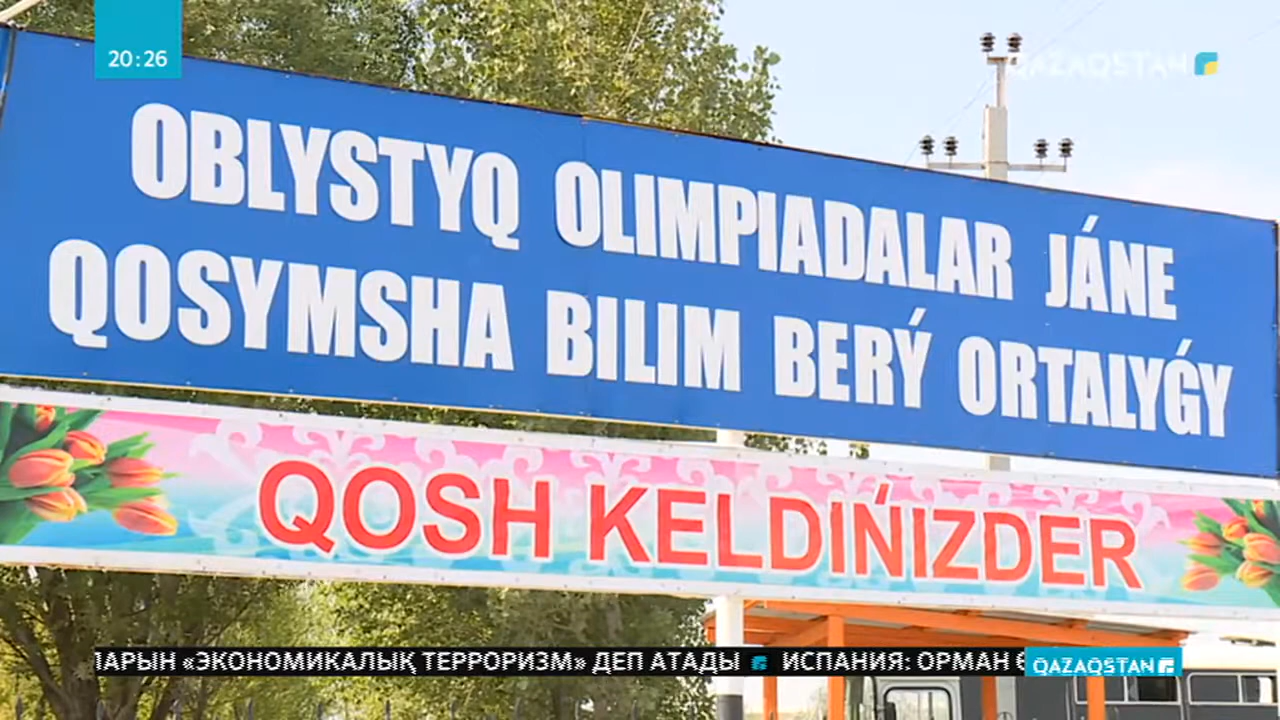 20:26
QAZAQSTAN
OBLYSTYQ OLIMPIADALAR JÁNE
QOSYMSHA BILIM BERÝ ORTALYǴY
QOSH KELDIŃIZDER
«ЭКОНОМИКАЛЫҚ ТЕРРОРИЗМ» ДЕП АТАДЫ ИСПАНИЯ: ОРМАН
QAZAQSTAN